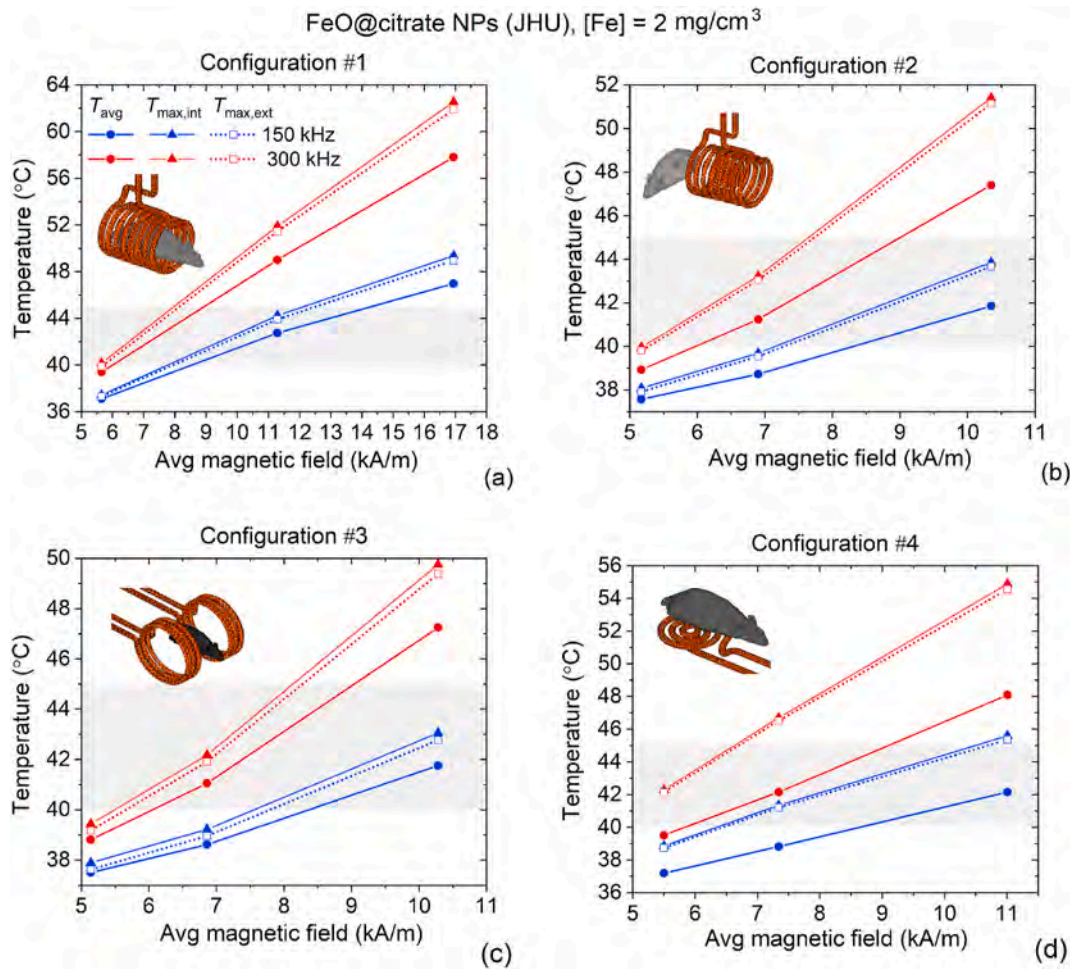 FeO@citrate NPs (JHU), [Fe] = 2 mg/cm³
Configuration #1
64
60
56
52
48
44
40
36
Temperature (°C)
T_avg T_max,int T_max,ext
150 kHz
300 kHz
5 6 7 8 9 10 11 12 13 14 15 16 17 18
Avg magnetic field (kA/m)
(a)
Configuration #2
52
50
48
46
44
42
40
38
Temperature (°C)
5 6 7 8 9 10 11
Avg magnetic field (kA/m)
(b)
Configuration #3
50
48
46
44
42
40
38
Temperature (°C)
5 6 7 8 9 10 11
Avg magnetic field (kA/m)
(c)
Configuration #4
56
54
52
50
48
46
44
42
40
38
36
Temperature (°C)
5 6 7 8 9 10 11
Avg magnetic field (kA/m)
(d)